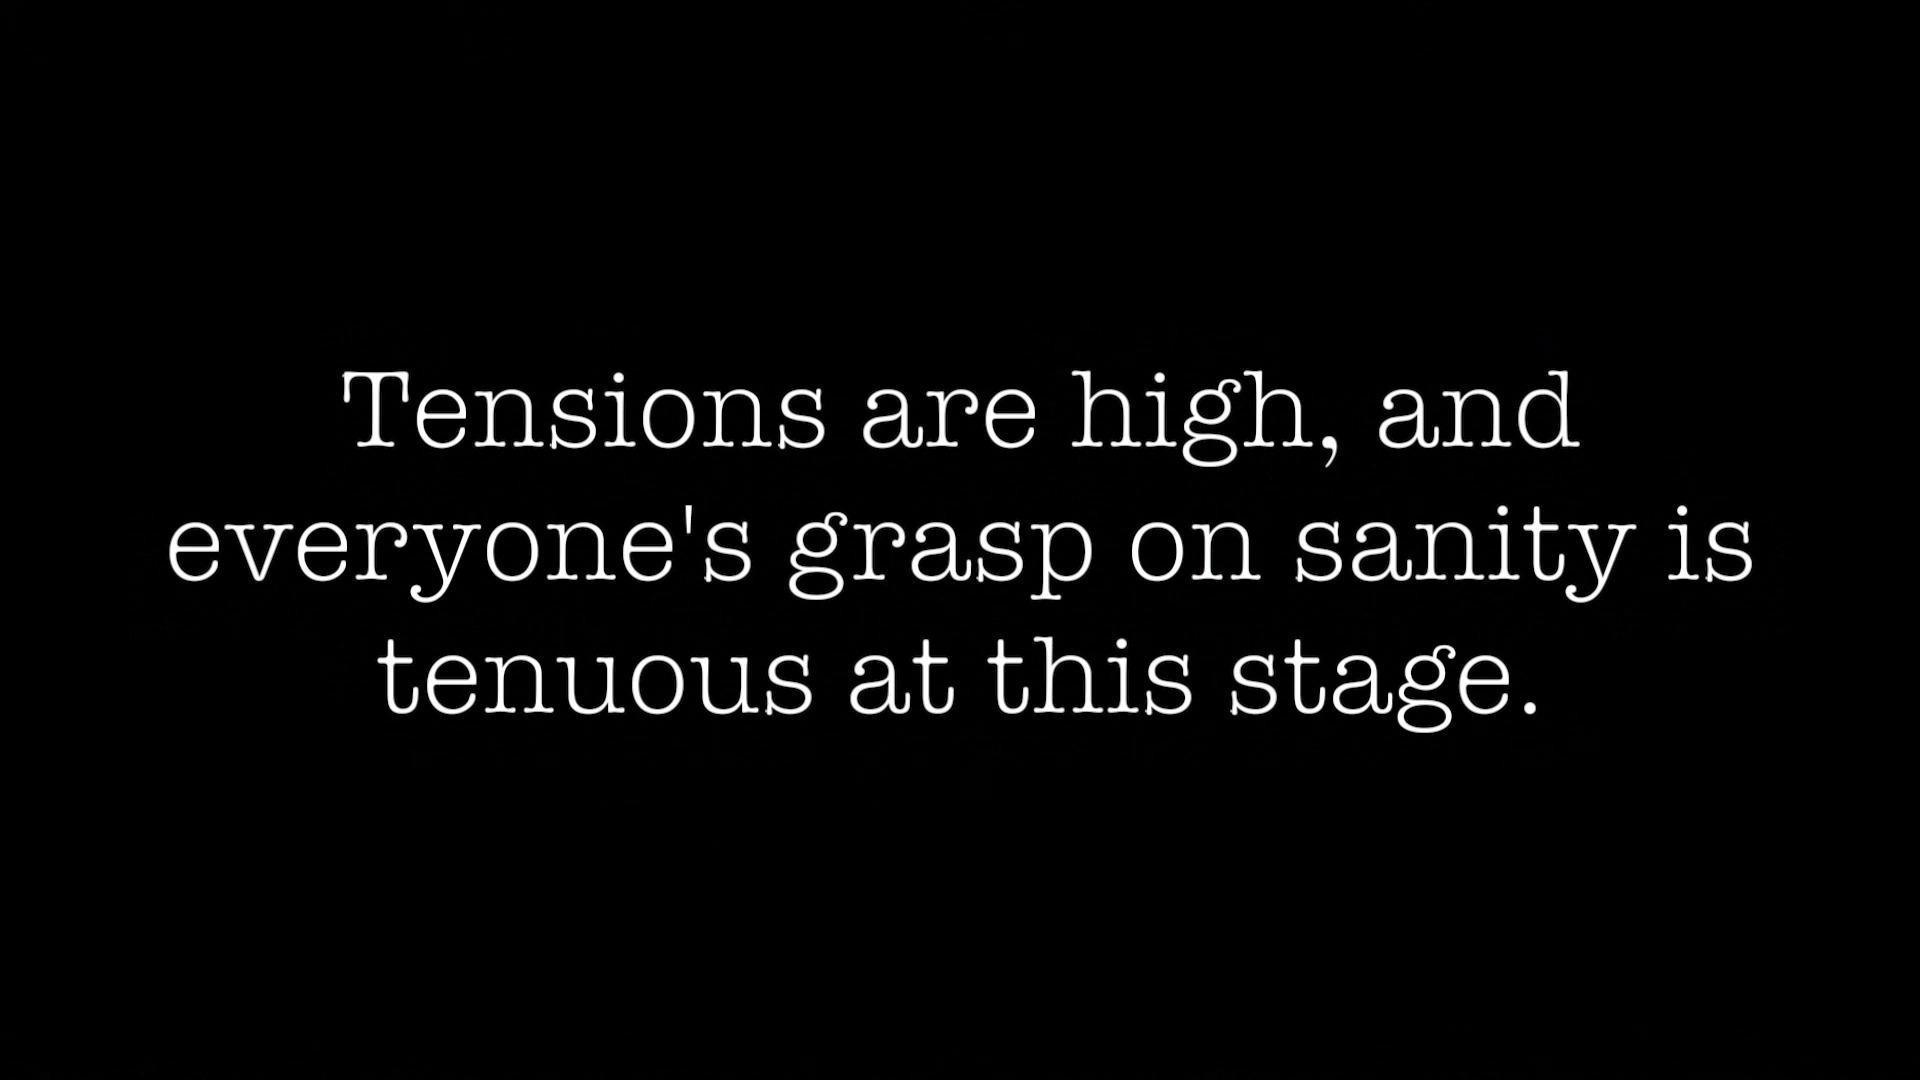 Tensions are high, and
everyone's grasp on sanity is
tenuous at this stage.